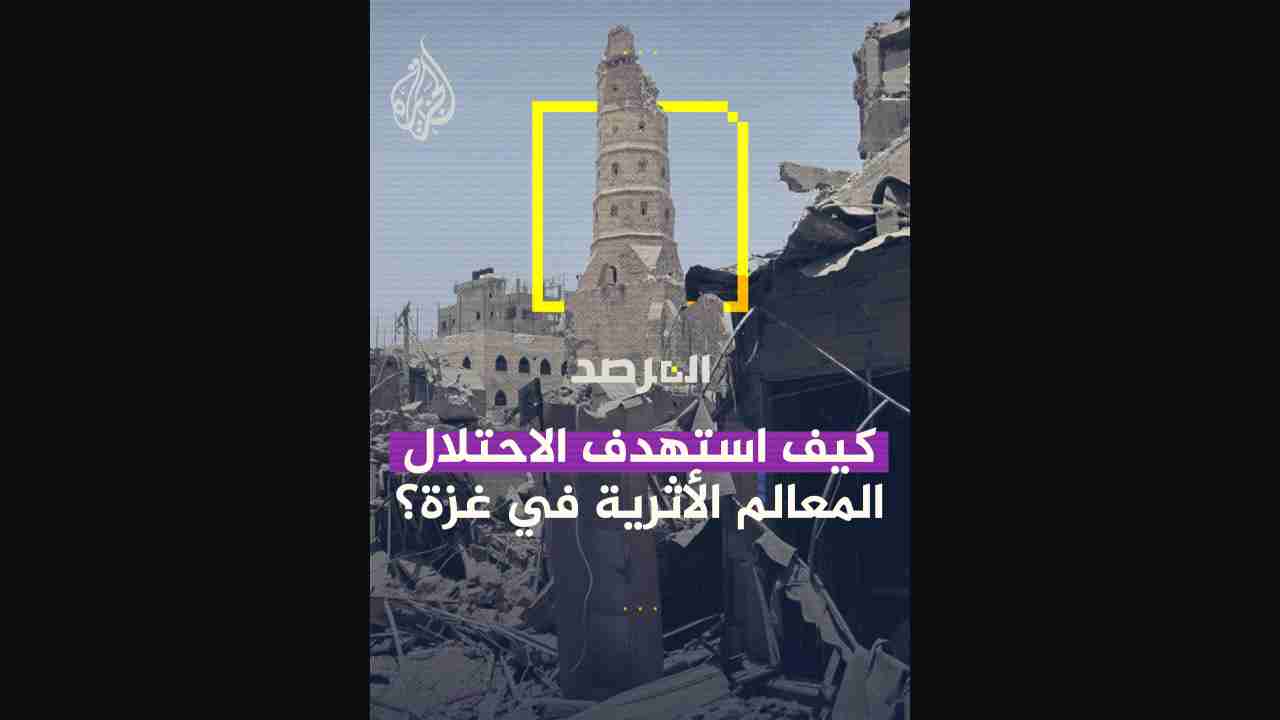 الجزيرة
المرصد
كيف استهدف الاحتلال
المعالم الأثرية في غزة؟